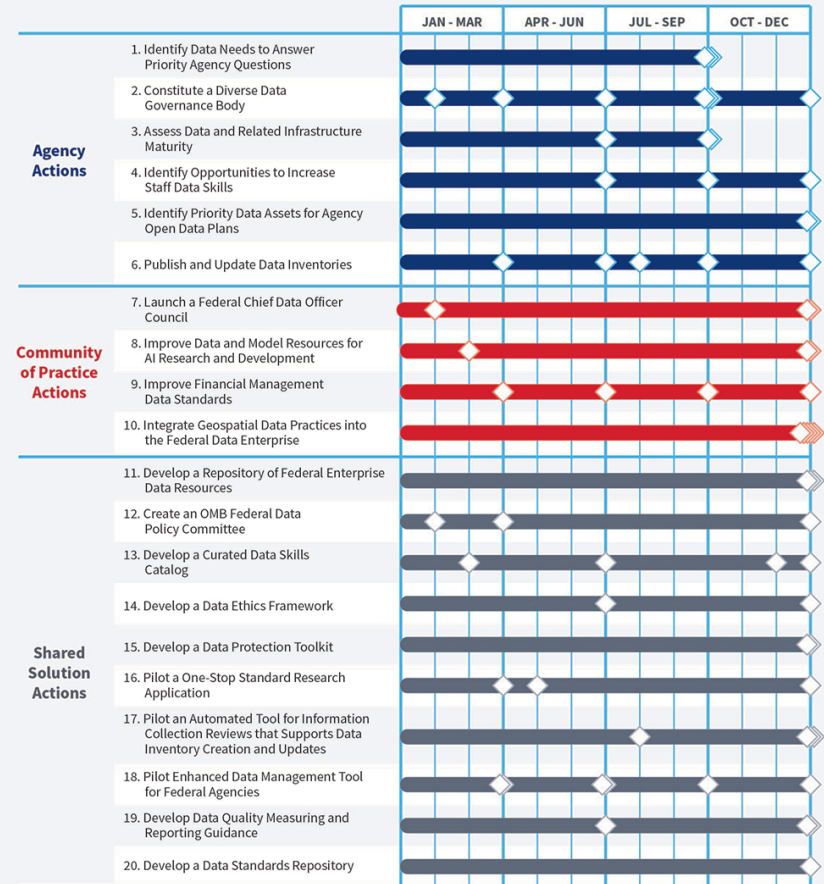 JAN - MAR APR - JUN JUL - SEP OCT - DEC
Agency
Actions
1. Identify Data Needs to Answer
Priority Agency Questions
2. Constitute a Diverse Data
Governance Body
3. Assess Data and Related Infrastructure
Maturity
4. Identify Opportunities to Increase
Staff Data Skills
5. Identify Priority Data Assets for Agency
Open Data Plans
6. Publish and Update Data Inventories
Community
of Practice
Actions
7. Launch a Federal Chief Data Officer
Council
8. Improve Data and Model Resources for
AI Research and Development
9. Improve Financial Management
Data Standards
10. Integrate Geospatial Data Practices into
the Federal Data Enterprise
Shared
Solution
Actions
11. Develop a Repository of Federal Enterprise
Data Resources
12. Create an OMB Federal Data
Policy Committee
13. Develop a Curated Data Skills
Catalog
14. Develop a Data Ethics Framework
15. Develop a Data Protection Toolkit
16. Pilot a One-Stop Standard Research
Application
17. Pilot an Automated Tool for Information
Collection Reviews that Supports Data
Inventory Creation and Updates
18. Pilot Enhanced Data Management Tool
for Federal Agencies
19. Develop Data Quality Measuring and
Reporting Guidance
20. Develop a Data Standards Repository